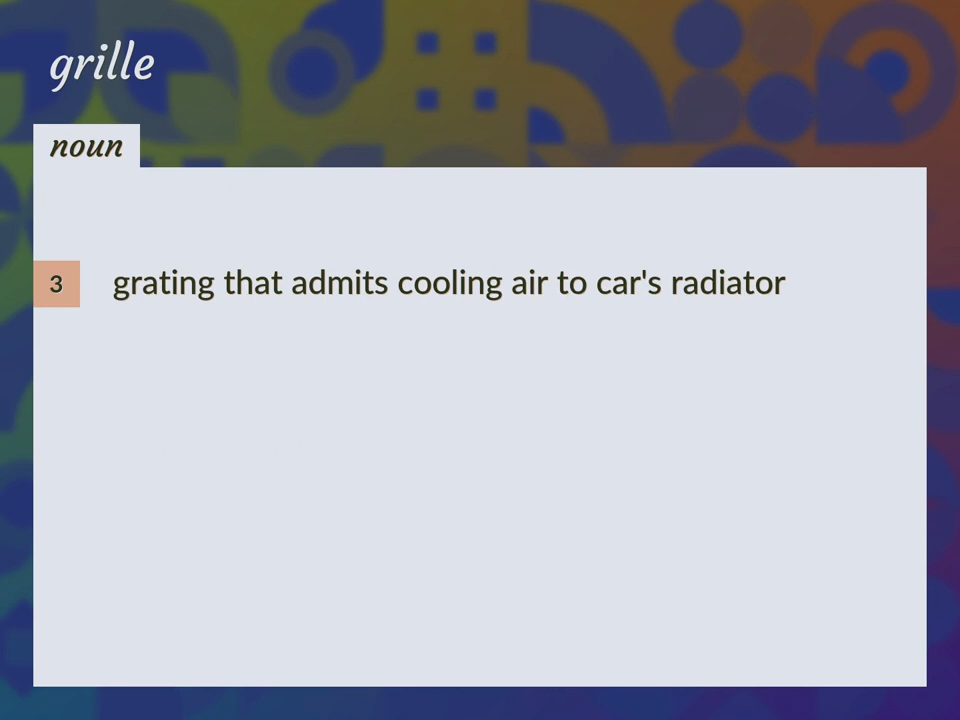 grille
noun
3 grating that admits cooling air to car's radiator